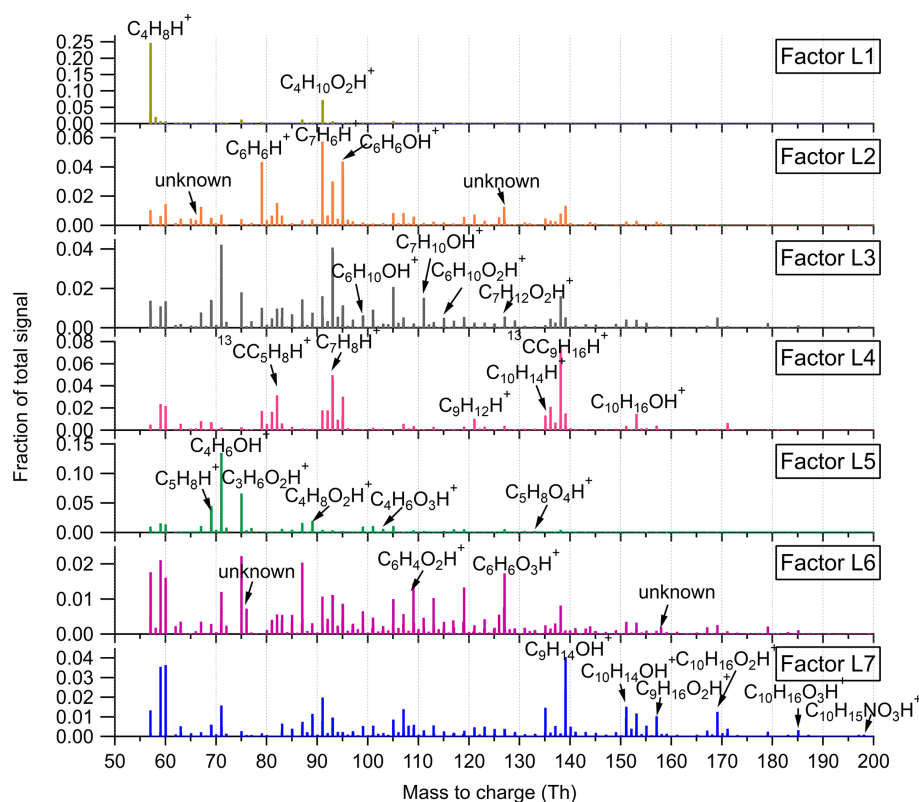 C₄H₈H⁺
0.25
0.20
0.15
0.10
0.05
0.00
C₄H₁₀O₂H⁺
Factor L1
0.06
0.04
0.02
0.00
unknown
C₆H₆H⁺
C₇H₆H⁺
C₆H₆OH⁺
unknown
Factor L2
0.04
0.02
0.00
C₆H₁₀OH⁺
C₇H₁₀OH⁺
C₆H₁₀O₂H⁺
C₇H₁₂O₂H⁺
Factor L3
0.08
0.06
0.04
0.02
0.00
¹³CC₅H₈H⁺
C₇H₈H⁺
C₉H₁₂H⁺
C₁₀H₁₄H⁺
¹³CC₉H₁₆H⁺
C₁₀H₁₆OH⁺
Factor L4
0.15
0.10
0.05
0.00
C₅H₈H⁺
C₄H₆OH⁺
C₃H₆O₂H⁺
C₄H₈O₂H⁺
C₄H₆O₃H⁺
C₅H₈O₄H⁺
Factor L5
0.02
0.01
0.00
unknown
C₆H₄O₂H⁺
C₆H₆O₃H⁺
unknown
Factor L6
0.04
0.03
0.02
0.01
0.00
C₉H₁₄OH⁺
C₁₀H₁₄OH⁺
C₉H₁₆O₂H⁺
C₁₀H₁₆O₂H⁺
C₁₀H₁₆O₃H⁺
C₁₀H₁₅NO₃H⁺
Factor L7
50 60 70 80 90 100 110 120 130 140 150 160 170 180 190 200
Mass to charge (Th)
Fraction of total signal